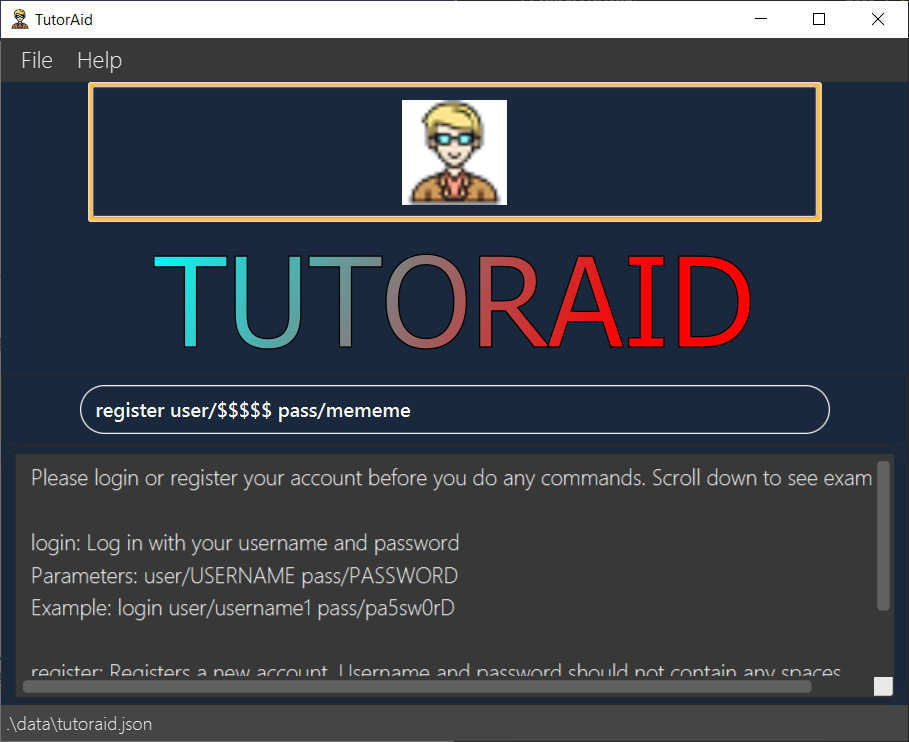 TutorAid
File Help
TUTORAID
register user/$$$$$ pass/mememe
Please login or register your account before you do any commands. Scroll down to see exam
login: Log in with your username and password
Parameters: user/USERNAME pass/PASSWORD
Example: login user/username1 pass/pa5sw0rD
register: Registers a new account. Username and password should not contain any spaces
.\data\tutoraid.json